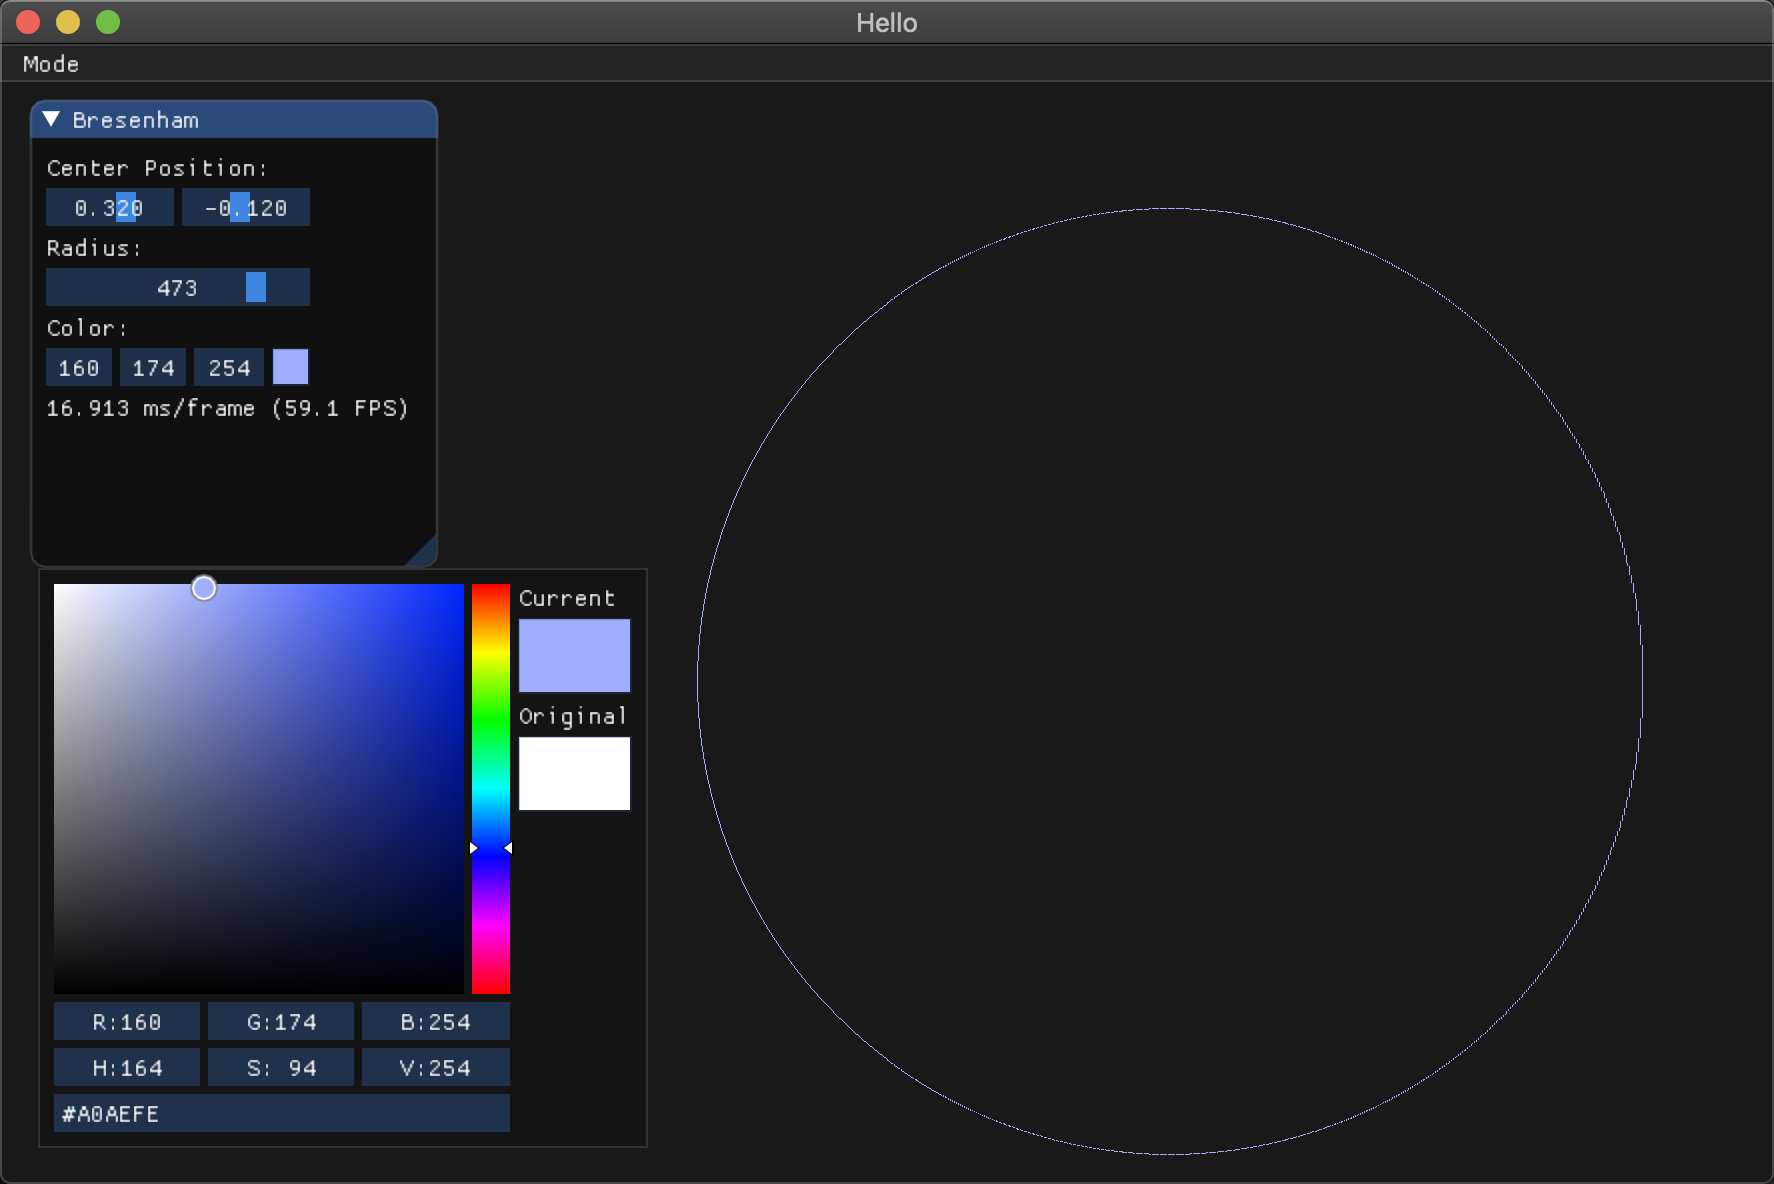 Hello
Mode
Bresenham
Center Position:
0.320 -0.120
Radius:
473
Color:
160 174 254
16.913 ms/frame (59.1 FPS)
Current
Original
R:160 G:174 B:254
H:164 S: 94 V:254
#A0AEFE